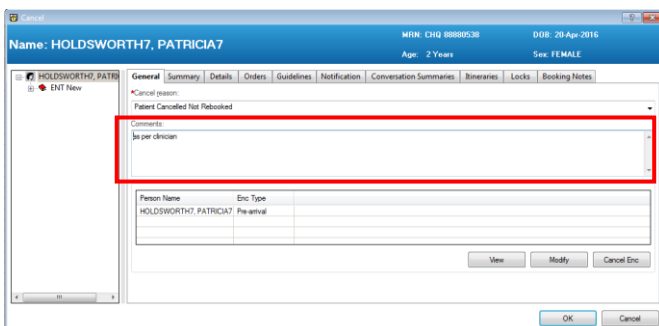 Cancel
Name: HOLDSWORTH7, PATRICIA7
MRN: CHQ 88880538
DOB: 20-Apr-2016
Age: 2 Years
Sex: FEMALE
HOLDSWORTH7, PATRI
ENT New
General Summary Details Orders Guidelines Notification Conversation Summaries Itineraries Locks Booking Notes
*Cancel reason:
Patient Cancelled Not Rebooked
Comments:
as per clinician
Person Name Enc Type
HOLDSWORTH7, PATRICIA7 Pre-arrival
View Modify Cancel Enc
OK Cancel